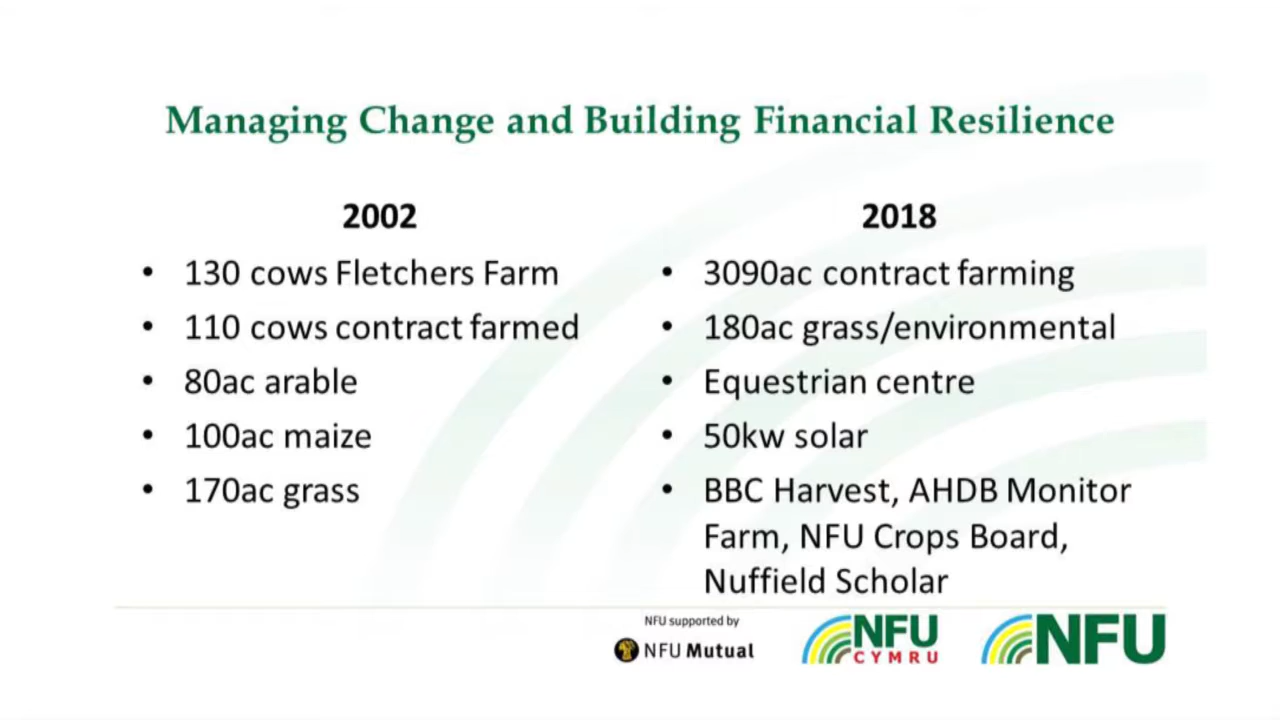 Managing Change and Building Financial Resilience
2002
130 cows Fletchers Farm
110 cows contract farmed
80ac arable
100ac maize
170ac grass
2018
3090ac contract farming
180ac grass/environmental
Equestrian centre
50kw solar
BBC Harvest, AHDB Monitor
Farm, NFU Crops Board,
Nuffield Scholar
NFU supported by
NFU Mutual
NFU
CYMRU
NFU